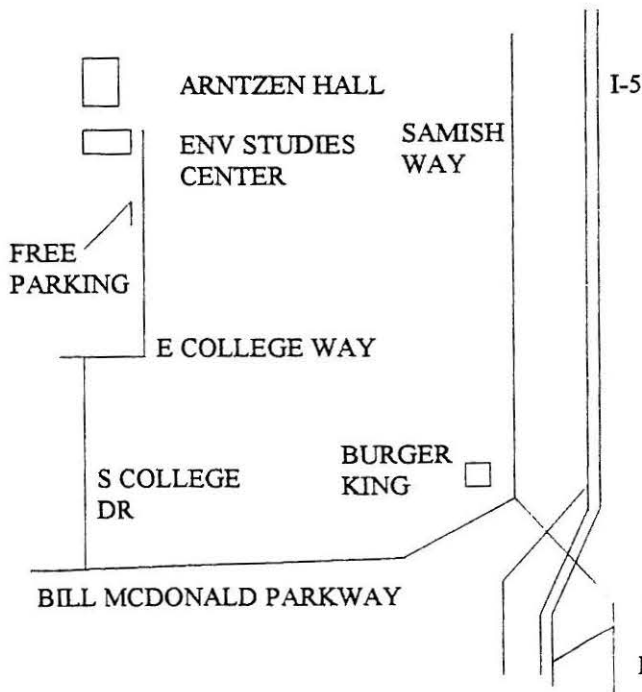 ARNTZEN HALL
I-5
ENV STUDIES
CENTER
SAMISH
WAY
FREE
PARKING
E COLLEGE WAY
BURGER
KING
S COLLEGE
DR
BILL MCDONALD PARKWAY